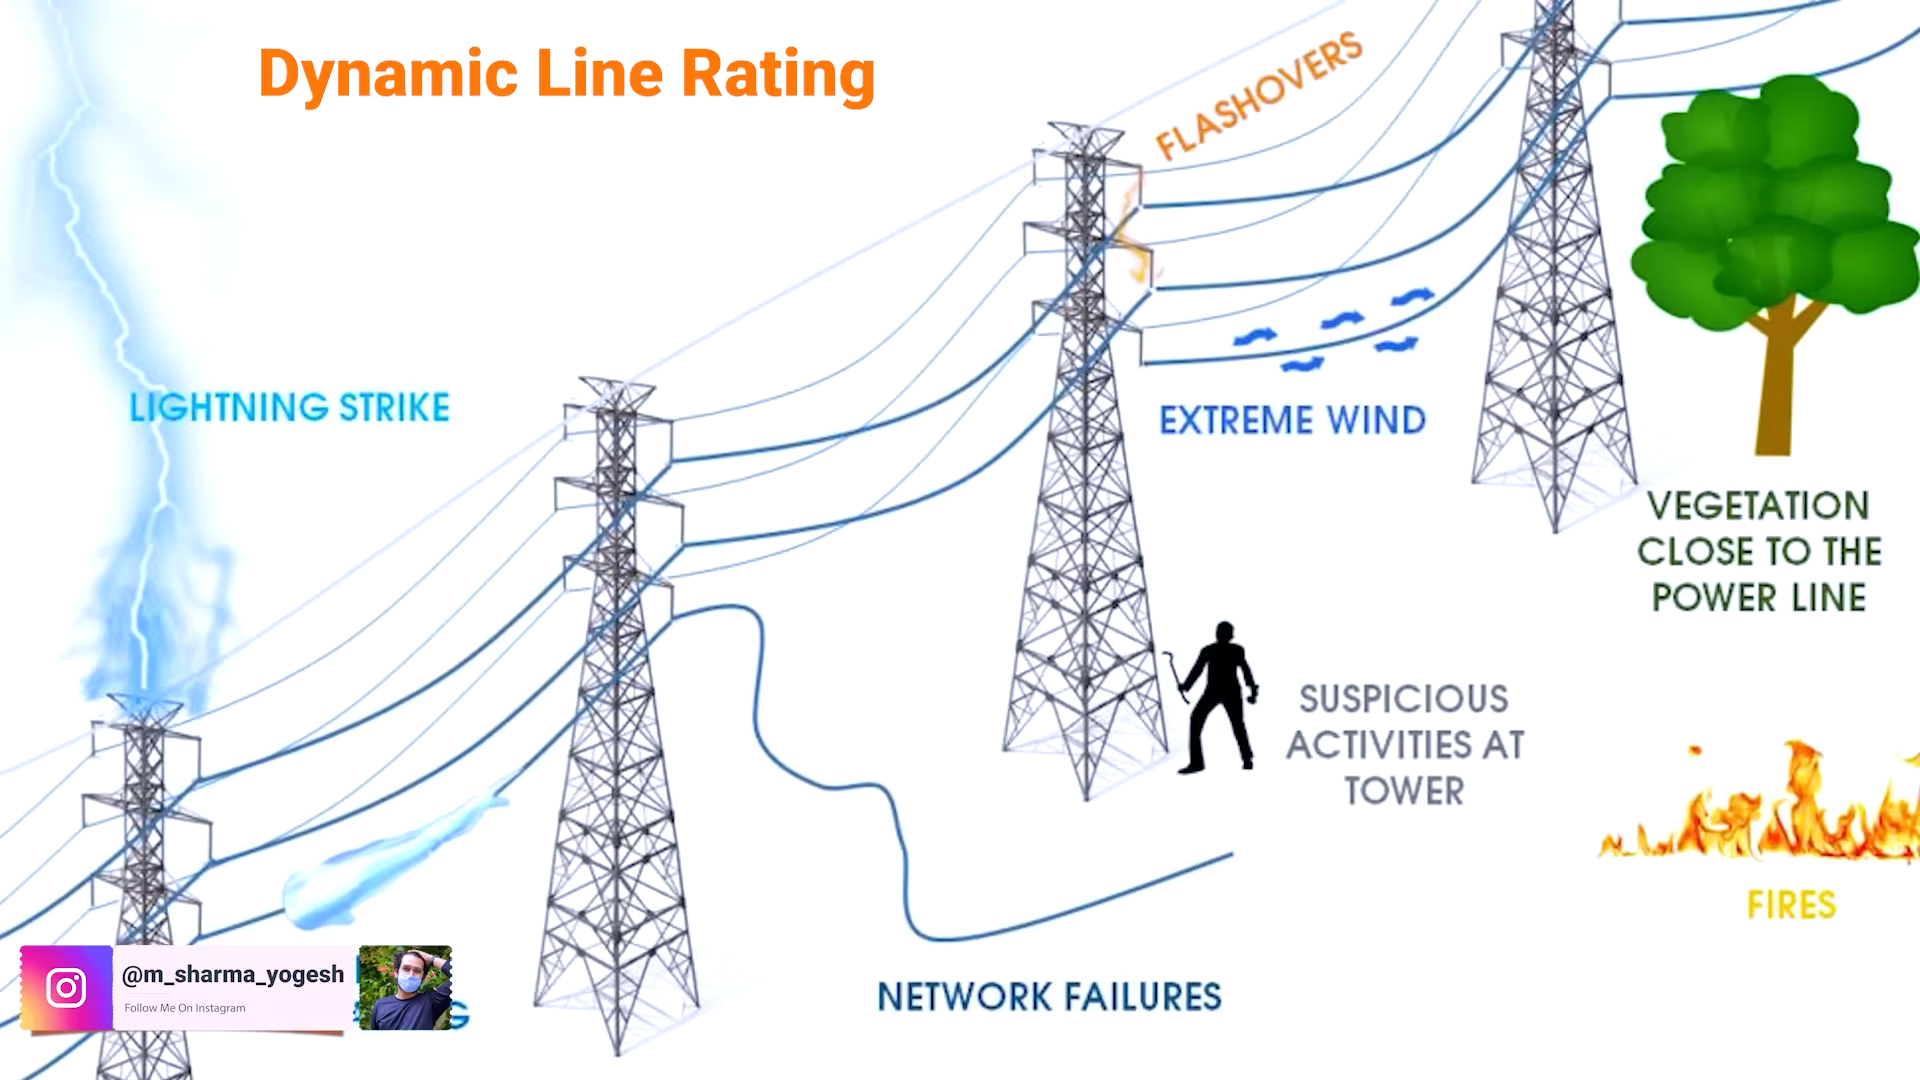 Dynamic Line Rating
FLASHOVERS
LIGHTNING STRIKE
EXTREME WIND
VEGETATION
CLOSE TO THE
POWER LINE
SUSPICIOUS
ACTIVITIES AT
TOWER
FIRES
NETWORK FAILURES
@m_sharma_yogesh
Follow Me On Instagram